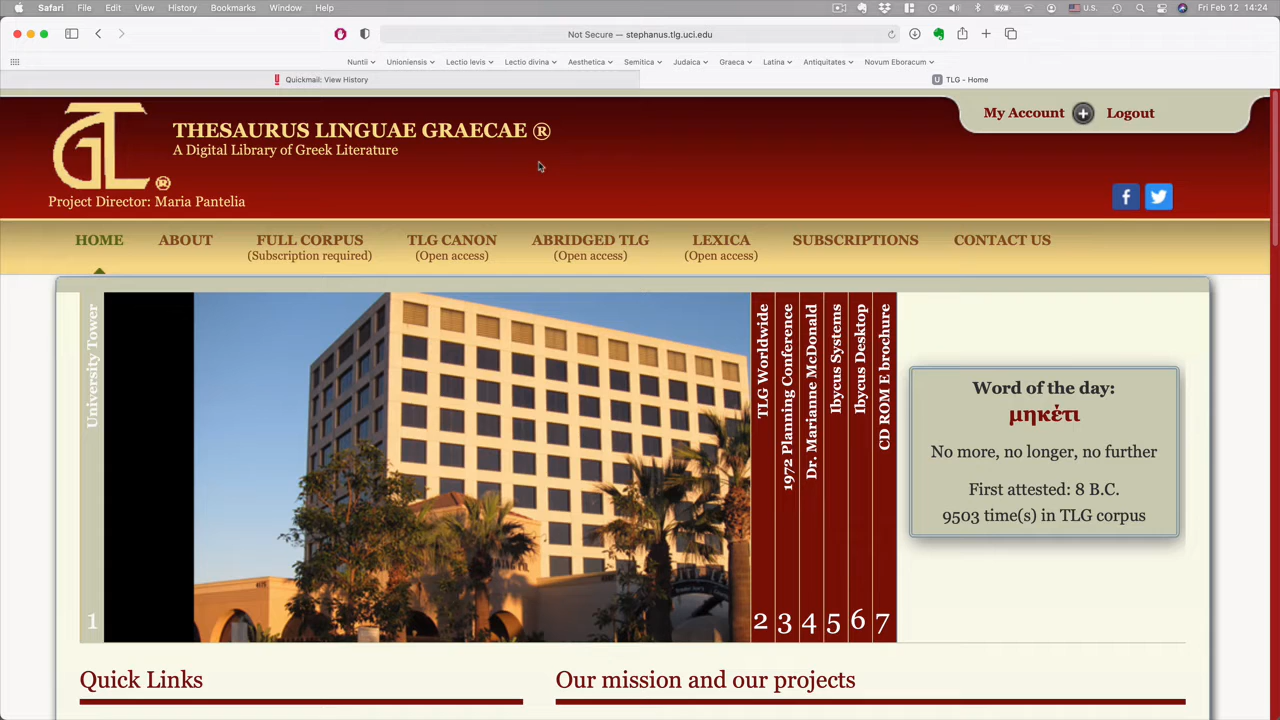 Safari File Edit View History Bookmarks Window Help
U.S. Fri Feb 12 14:24
Not Secure — stephanus.tlg.uci.edu
Nuntii Unioniensis Lectio levis Lectio divina Aesthetica Semitica Judaica Graeca Latina Antiquitates Novum Eboracum
Quickmail: View History
U TLG - Home
THESAURUS LINGUAE GRAECAE ®
A Digital Library of Greek Literature
Project Director: Maria Pantelia
My Account Logout
HOME ABOUT FULL CORPUS TLG CANON ABRIDGED TLG LEXICA SUBSCRIPTIONS CONTACT US
(Subscription required) (Open access) (Open access) (Open access)
University Tower
1
TLG Worldwide
2
1972 Planning Conference
3
Dr. Marianne McDonald
4
Ibycus Systems
5
Ibycus Desktop
6
CD ROM E brochure
7
Word of the day:
μηκέτι
No more, no longer, no further
First attested: 8 B.C.
9503 time(s) in TLG corpus
Quick Links
Our mission and our projects